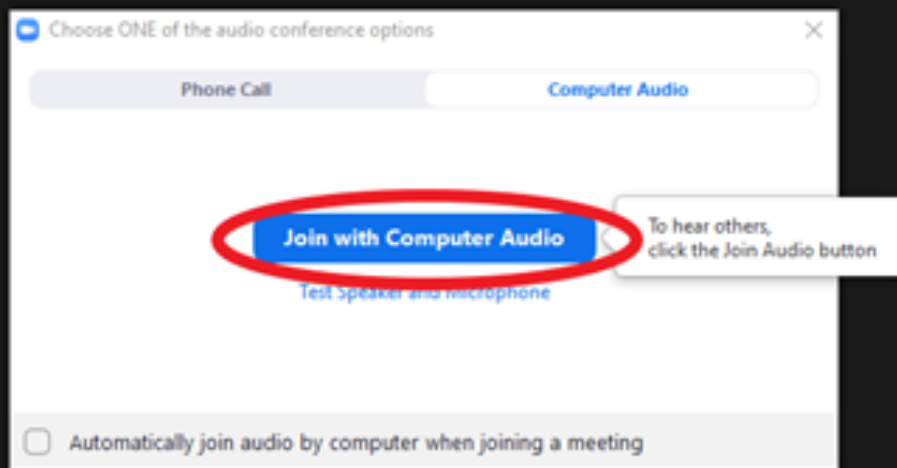 Choose ONE of the audio conference options
Phone Call
Computer Audio
Join with Computer Audio
To hear others,
click the Join Audio button
Test Speaker and Microphone
Automatically join audio by computer when joining a meeting